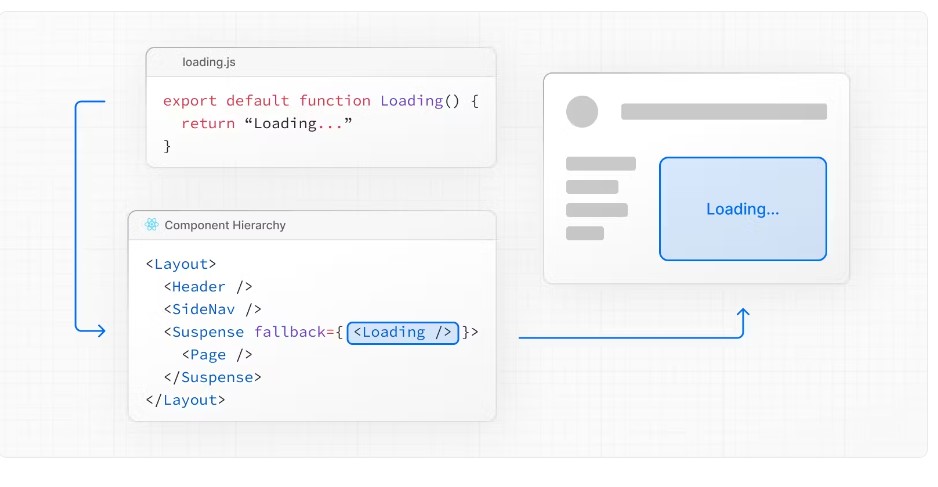 loading.js
export default function Loading() {
return “Loading...”
}
Component Hierarchy
<Layout>
<Header />
<SideNav />
<Suspense fallback={ <Loading /> }>
<Page />
</Suspense>
</Layout>
Loading...